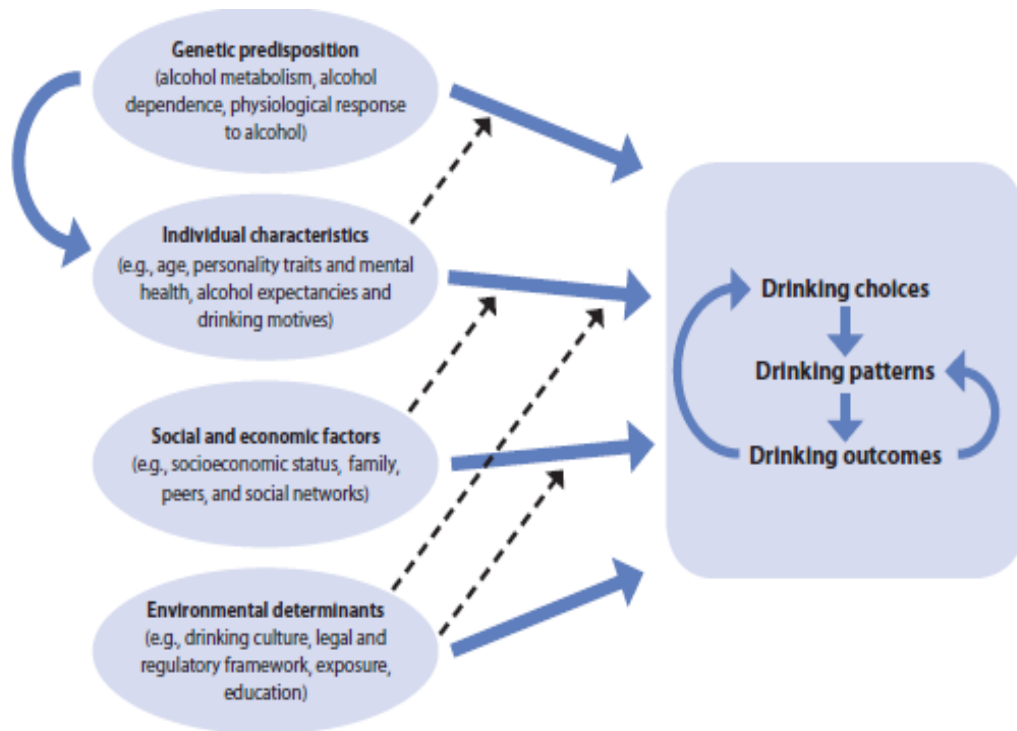 Genetic predisposition
(alcohol metabolism, alcohol
dependence, physiological response
to alcohol)
Individual characteristics
(e.g., age, personality traits and mental
health, alcohol expectancies and
drinking motives)
Social and economic factors
(e.g., socioeconomic status, family,
peers, and social networks)
Environmental determinants
(e.g., drinking culture, legal and
regulatory framework, exposure,
education)
Drinking choices
Drinking patterns
Drinking outcomes